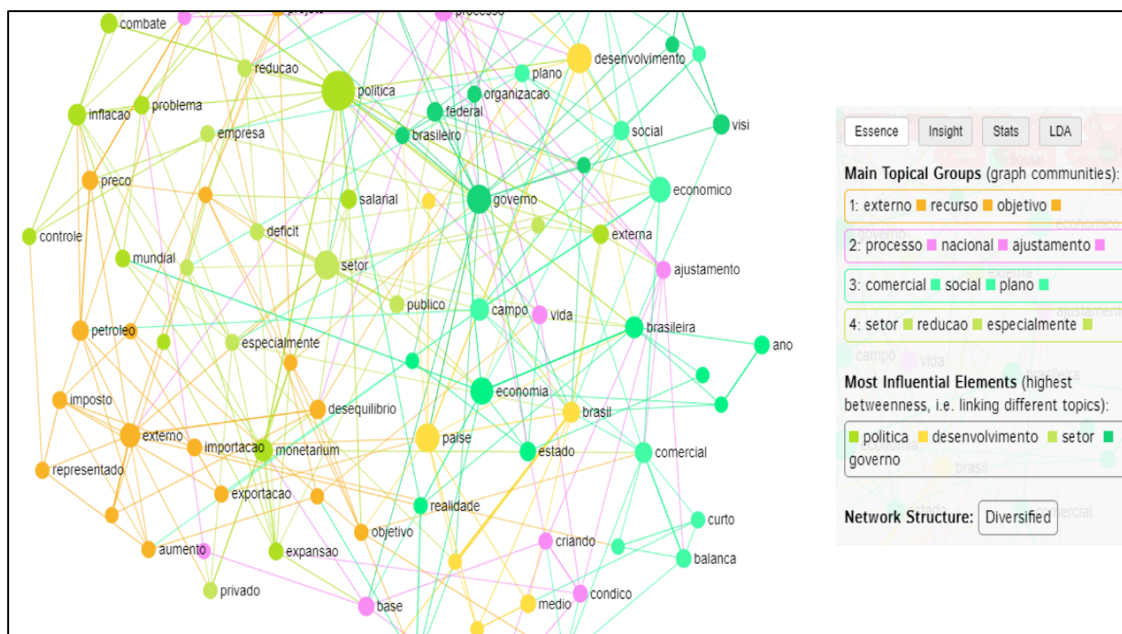 combate
projeto
processo
desenvolvimento
reducao
plano
politica
organizacao
problema
inflacao
federal
empresa
brasileiro
social
visi
preco
economico
salarial
governo
controle
deficit
externa
mundial
setor
ajustamento
publico
campo
vida
brasileira
petroleo
especialmente
ano
economia
imposto
desequilibrio
brasil
externo
importacao
paise
monetarium
estado
comercial
representado
exportacao
realidade
objetivo
curto
aumento
expansao
criando
balanca
privado
base
medio
condico
Essence Insight Stats LDA
Main Topical Groups (graph communities):
1: externo recurso objetivo
2: processo nacional ajustamento
3: comercial social plano
4: setor reducao especialmente
Most Influential Elements (highest
betweenness, i.e. linking different topics):
politica desenvolvimento setor
governo
Network Structure: Diversified